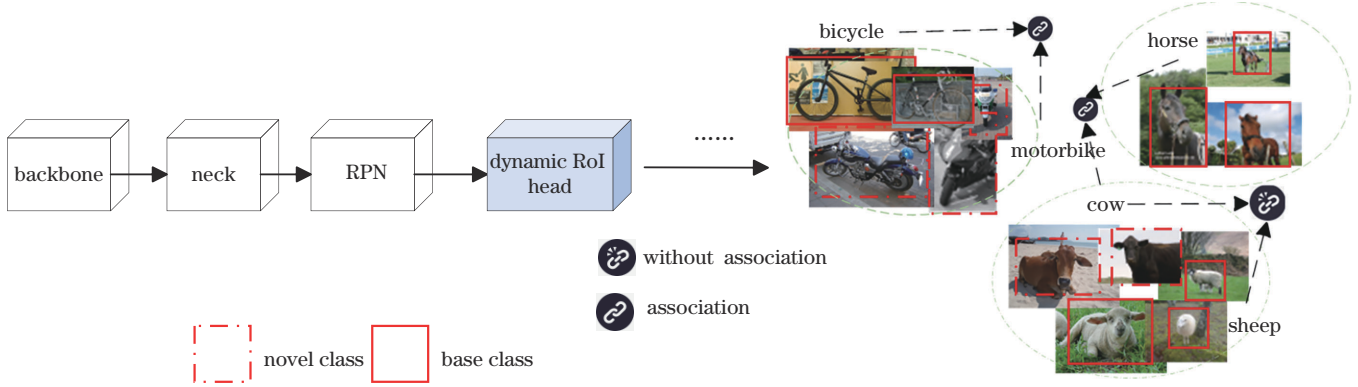 bicycle
horse
......
backbone
neck
RPN
dynamic RoI
head
motorbike
cow
without association
association
sheep
novel class
base class